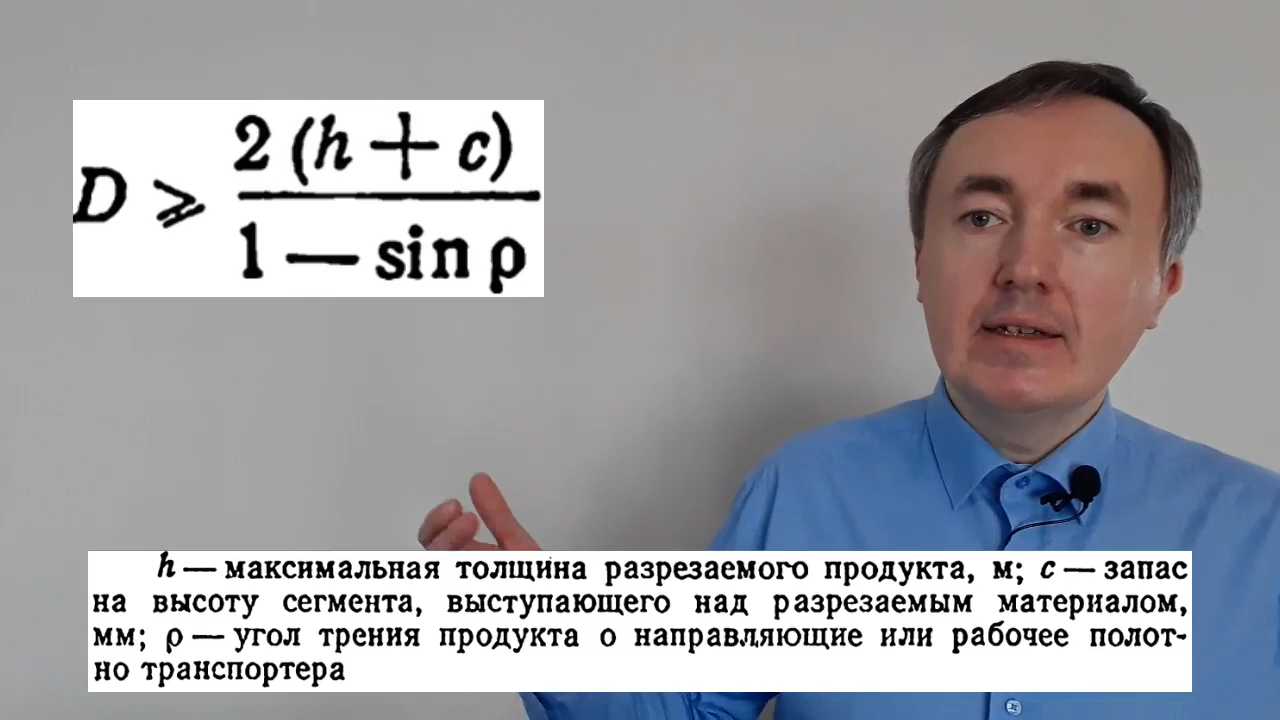 D ⩾ 2 (h + c) / 1 — sin ρ
h — максимальная толщина разрезаемого продукта, м; c — запас
на высоту сегмента, выступающего над разрезаемым материалом,
мм; ρ — угол трения продукта о направляющие или рабочее полот-
но транспортера